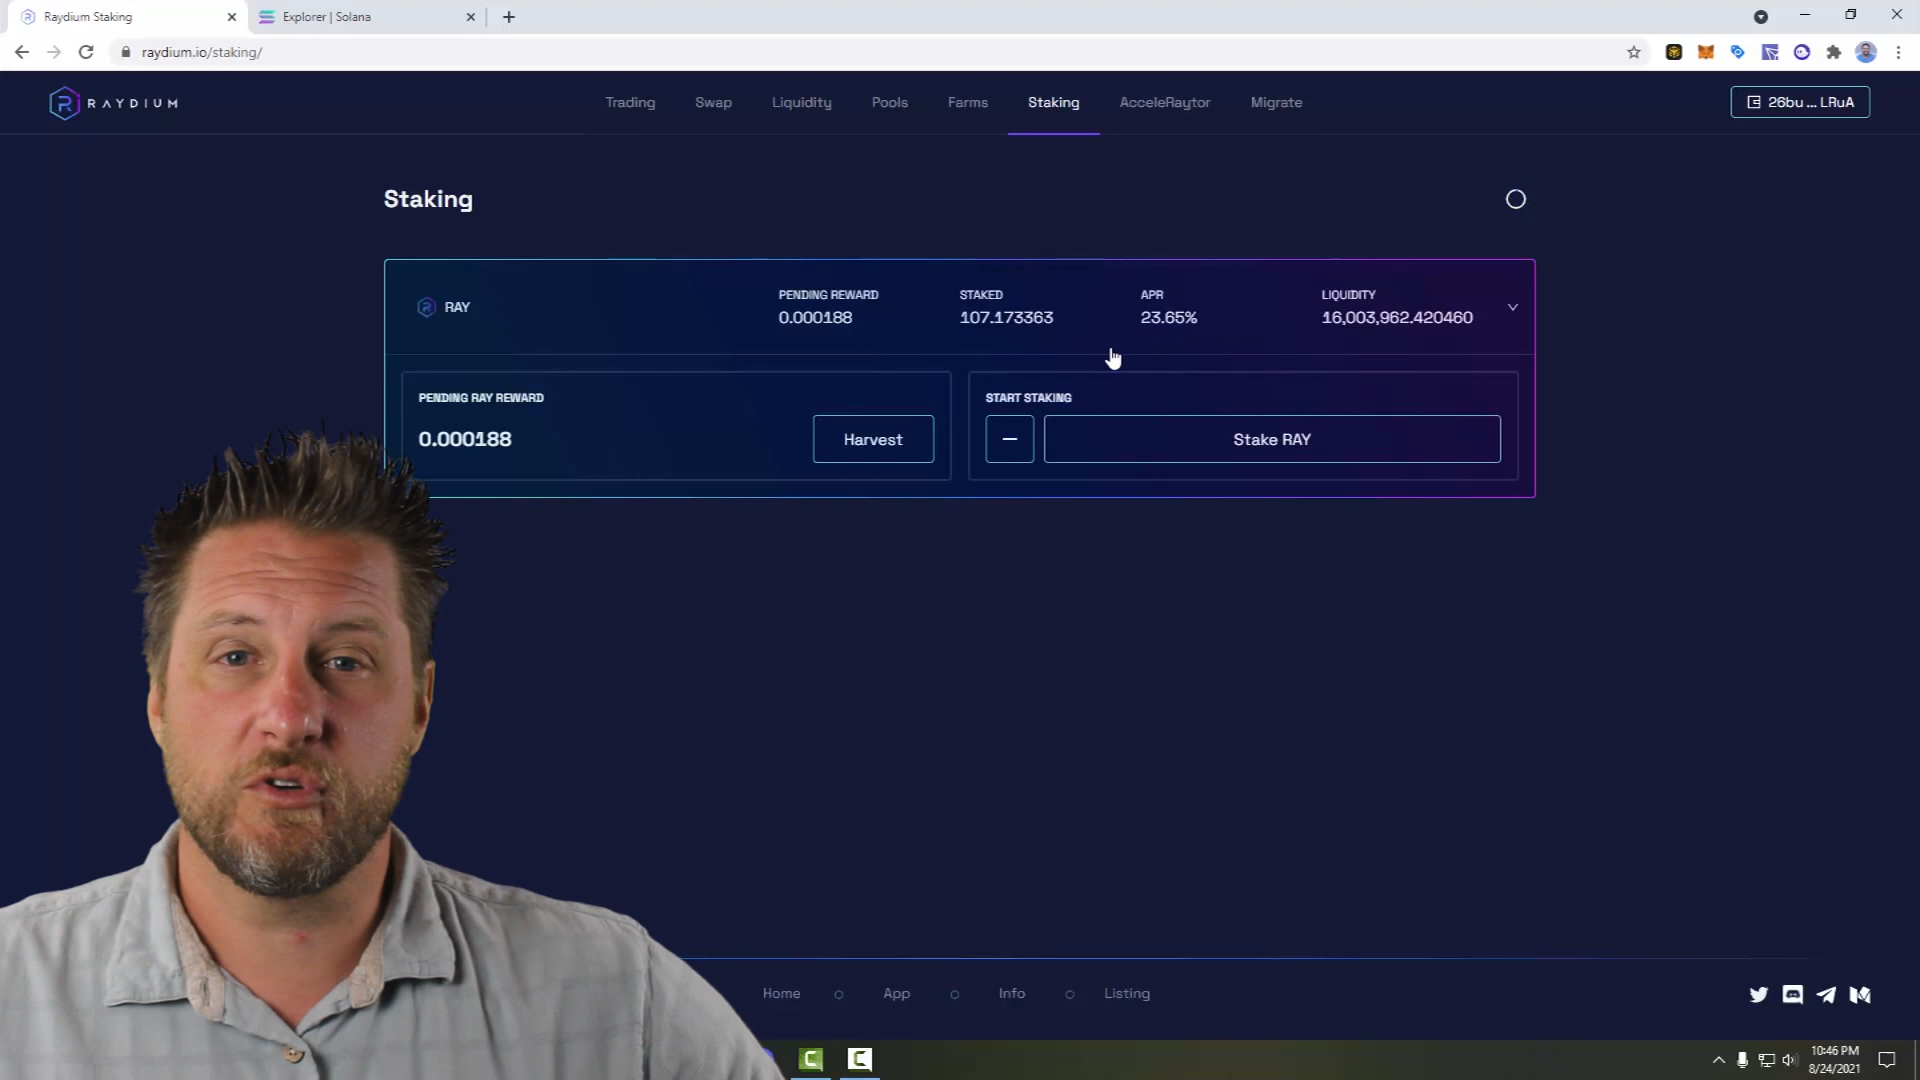 Raydium Staking
Explorer | Solana
raydium.io/staking/
RAYDIUM
Trading
Swap
Liquidity
Pools
Farms
Staking
AcceleRaytor
Migrate
26bu ... LRuA
Staking
RAY
PENDING REWARD
0.000188
STAKED
107.173363
APR
23.65%
LIQUIDITY
16,003,962.420460
PENDING RAY REWARD
0.000188
Harvest
START STAKING
Stake RAY
Home
App
Info
Listing
10:46 PM
8/24/2021